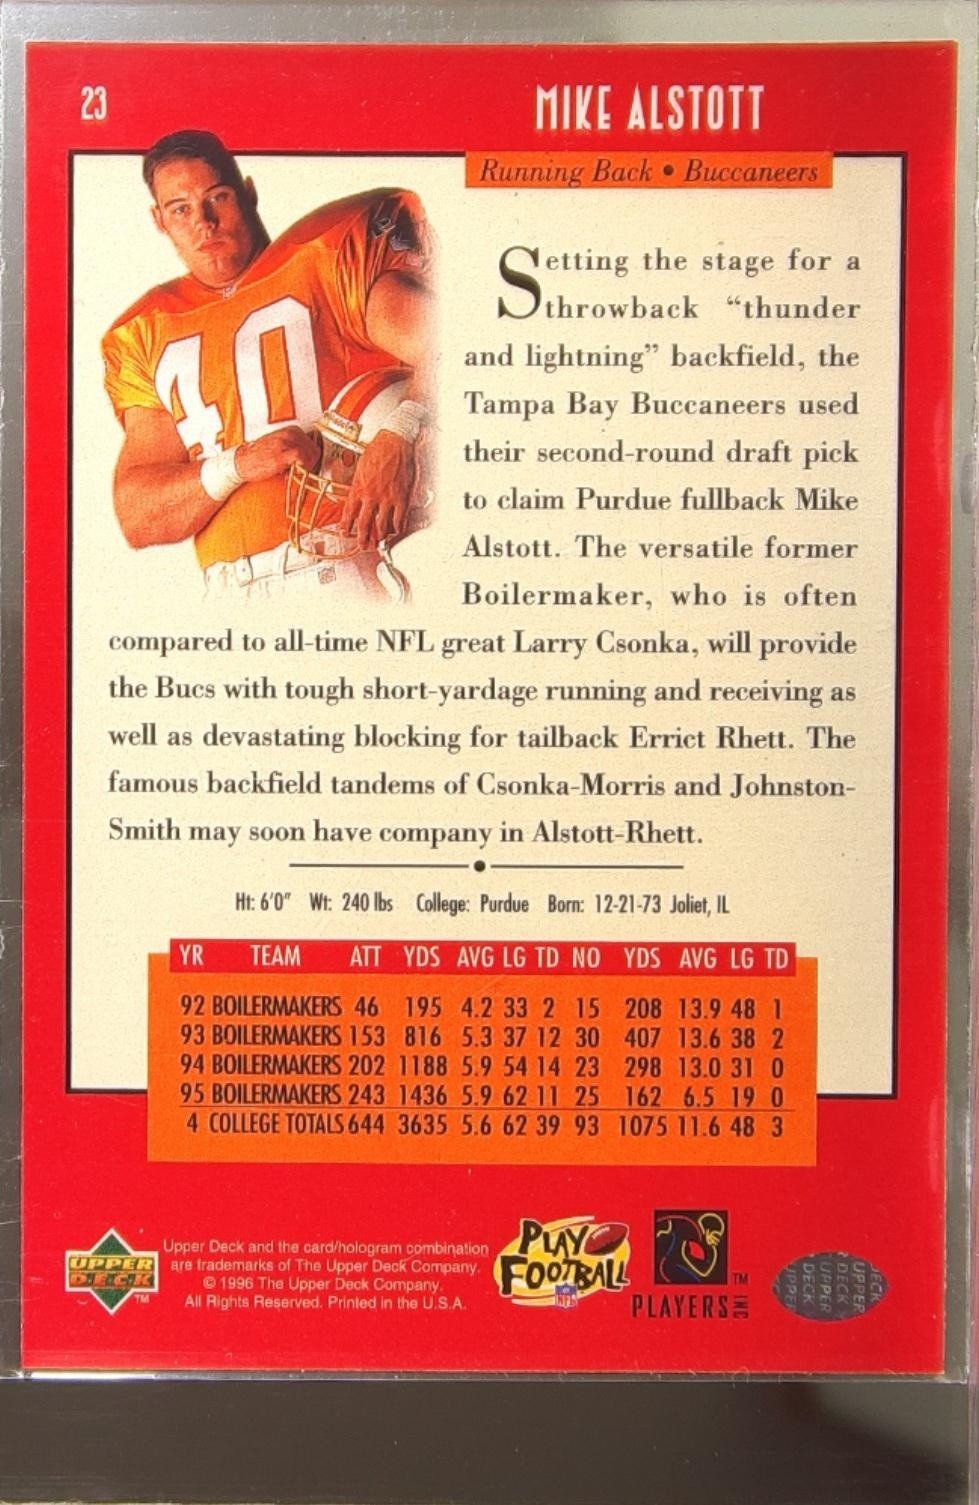 23
MIKE ALSTOTT
Running Back • Buccaneers
40
Setting the stage for a
throwback “thunder
and lightning” backfield, the
Tampa Bay Buccaneers used
their second-round draft pick
to claim Purdue fullback Mike
Alstott. The versatile former
Boilermaker, who is often
compared to all-time NFL great Larry Csonka, will provide
the Bucs with tough short-yardage running and receiving as
well as devastating blocking for tailback Errict Rhett. The
famous backfield tandems of Csonka-Morris and Johnston-
Smith may soon have company in Alstott-Rhett.
Ht: 6'0" Wt: 240 lbs College: Purdue Born: 12-21-73 Joliet, IL
YR TEAM ATT YDS AVG LG TD NO YDS AVG LG TD
92 BOILERMAKERS 46 195 4.2 33 2 15 208 13.9 48 1
93 BOILERMAKERS 153 816 5.3 37 12 30 407 13.6 38 2
94 BOILERMAKERS 202 1188 5.9 54 14 23 298 13.0 31 0
95 BOILERMAKERS 243 1436 5.9 62 11 25 162 6.5 19 0
4 COLLEGE TOTALS 644 3635 5.6 62 39 93 1075 11.6 48 3
UPPER
DECK
TM
Upper Deck and the card/hologram combination
are trademarks of The Upper Deck Company.
© 1996 The Upper Deck Company.
All Rights Reserved. Printed in the U.S.A.
PLAY
FOOTBALL
NFL
TM
PLAYERS INC
UPPER
DECK
UPPER
DECK
UPPER
DECK